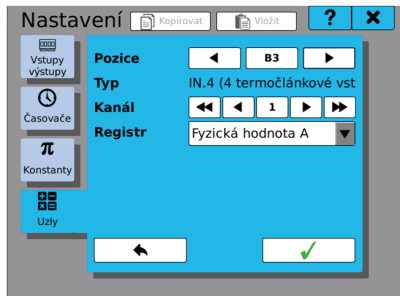 Nastavení
Kopírovat
Vložit
?
Vstupy
výstupy
Časovače
π
Konstanty
Uzly
Pozice
B3
Typ
IN.4 (4 termočlánkové vst
Kanál
1
Registr
Fyzická hodnota A